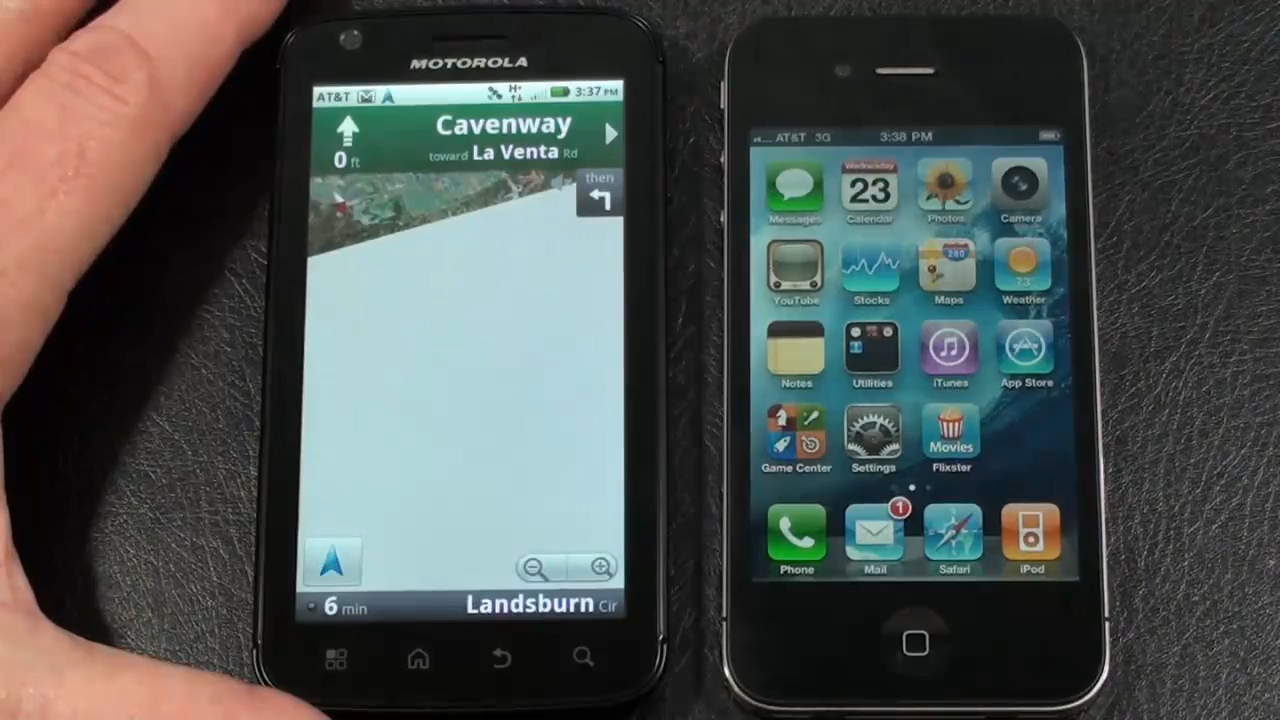 MOTOROLA
AT&T
H+
3:37 PM
0 ft
Cavenway
toward La Venta Rd
then
6 min
Landsburn Cir
AT&T 3G
3:38 PM
Wednesday
23
280
73
Messages
Calendar
Photos
Camera
YouTube
Stocks
Maps
Weather
Notes
Utilities
iTunes
App Store
Movies
Game Center
Settings
Flixster
1
Phone
Mail
Safari
iPod